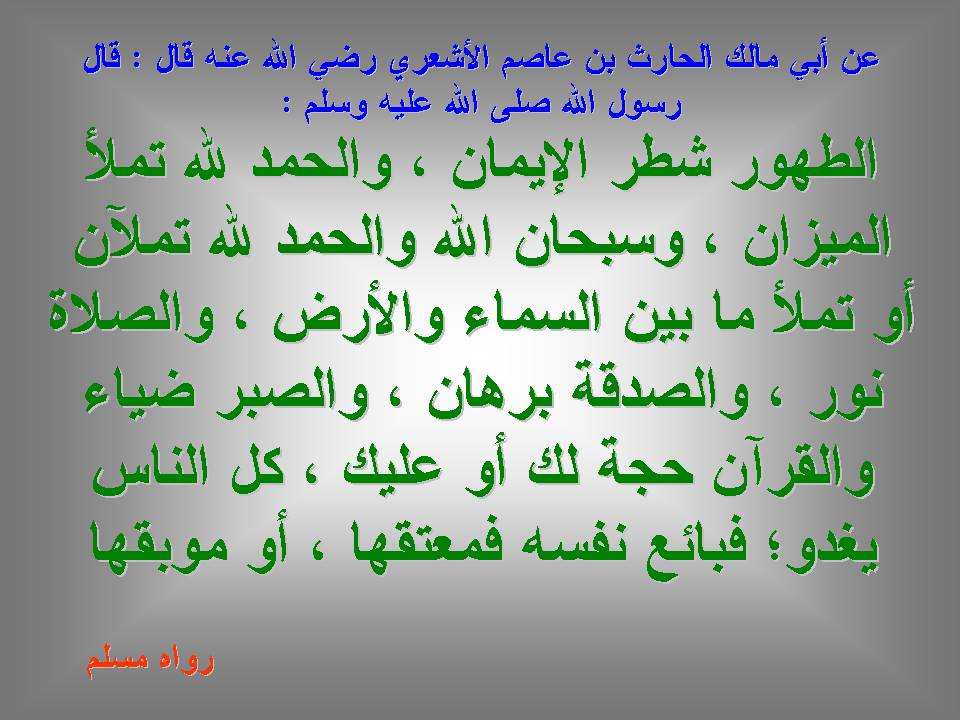 عن أبي مالك الحارث بن عاصم الأشعري رضي الله عنه قال : قال
رسول الله صلى الله عليه وسلم :
الطهور شطر الإيمان ، والحمد لله تملأ
الميزان ، وسبحان الله والحمد لله تملآن
أو تملأ ما بين السماء والأرض ، والصلاة
نور ، والصدقة برهان ، والصبر ضياء
والقرآن حجة لك أو عليك ، كل الناس
يغدو؛ فبائع نفسه فمعتقها ، أو موبقها
رواه مسلم